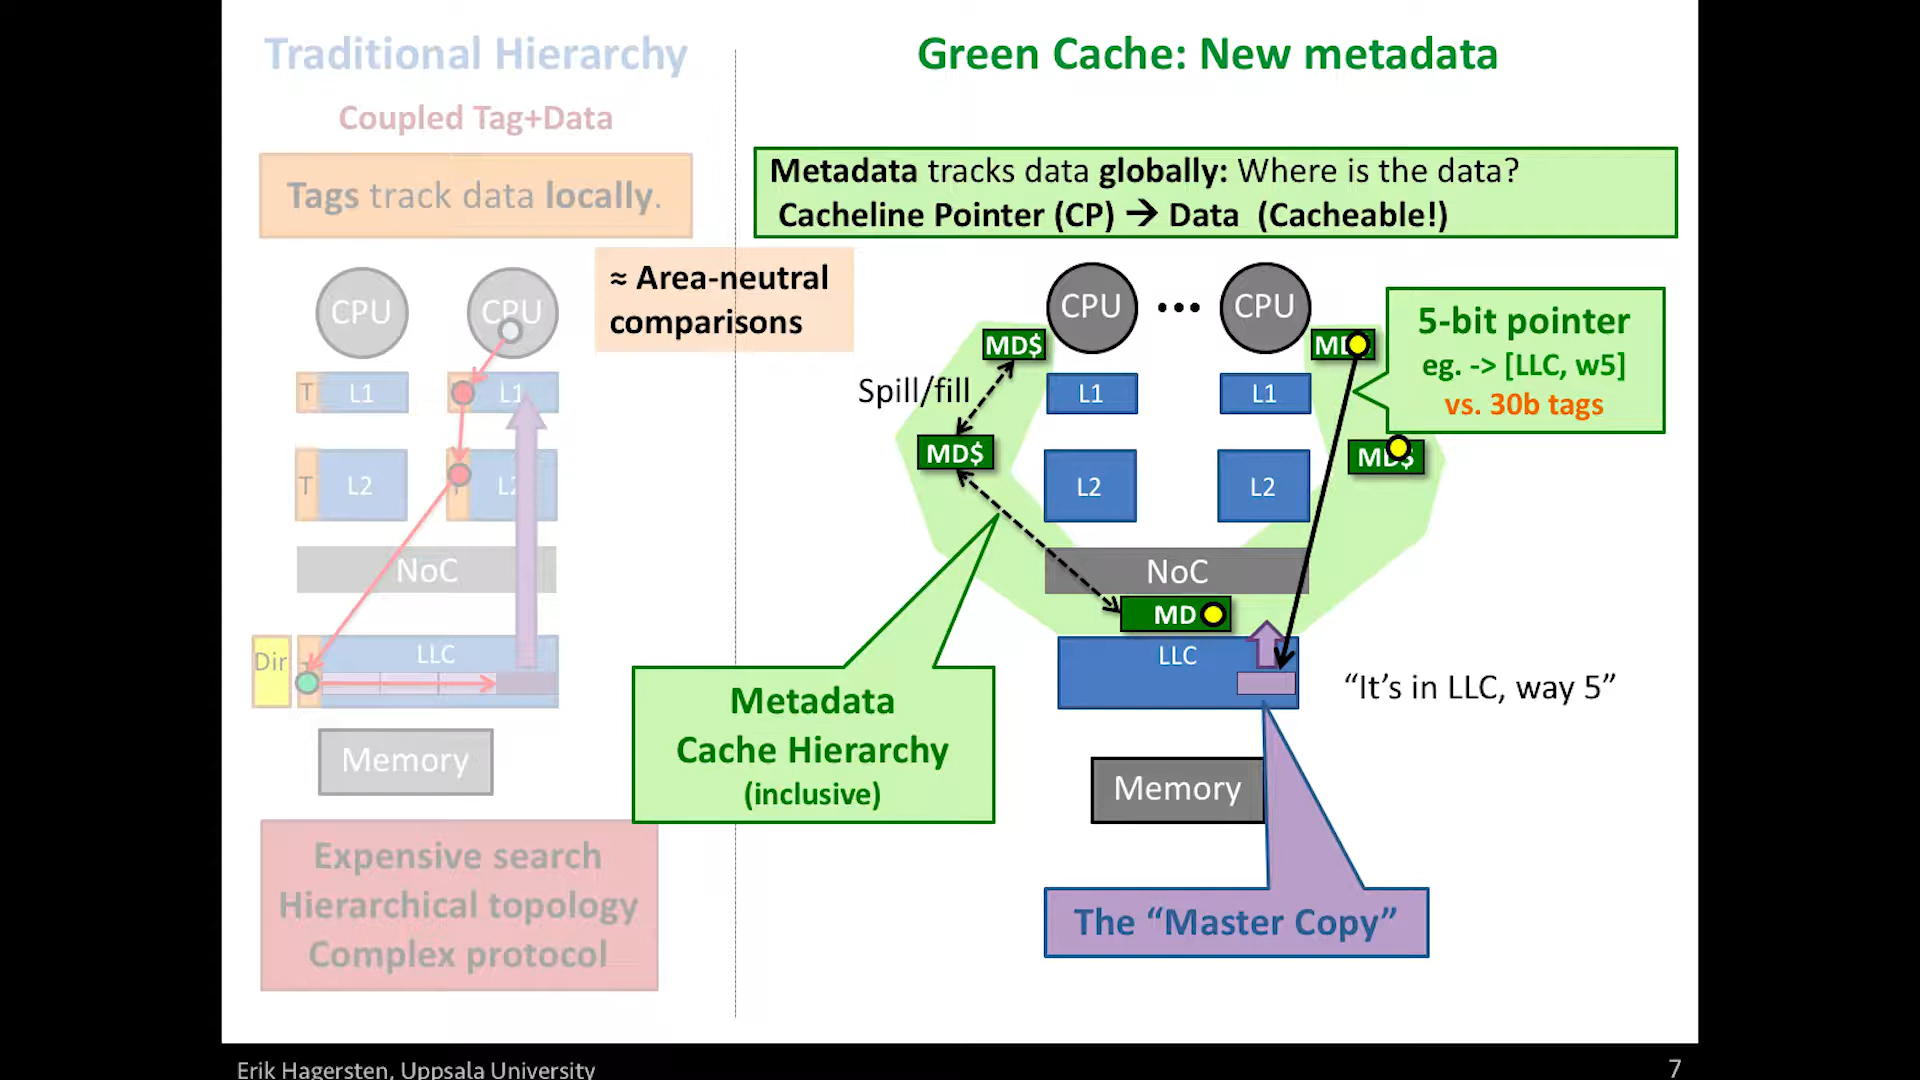 Traditional Hierarchy
Coupled Tag+Data
Tags track data locally.
CPU
CPU
T
L1
L1
T
L2
NoC
Dir
LLC
Memory
Expensive search
Hierarchical topology
Complex protocol
≈ Area-neutral
comparisons
Green Cache: New metadata
Metadata tracks data globally: Where is the data?
Cacheline Pointer (CP) → Data (Cacheable!)
CPU
•••
CPU
MD$
Spill/fill
L1
L1
5-bit pointer
eg. -> [LLC, w5]
vs. 30b tags
MD$
MD$
L2
L2
NoC
MD
LLC
"It's in LLC, way 5"
Metadata
Cache Hierarchy
(inclusive)
Memory
The "Master Copy"
Erik Hagersten, Uppsala University
7